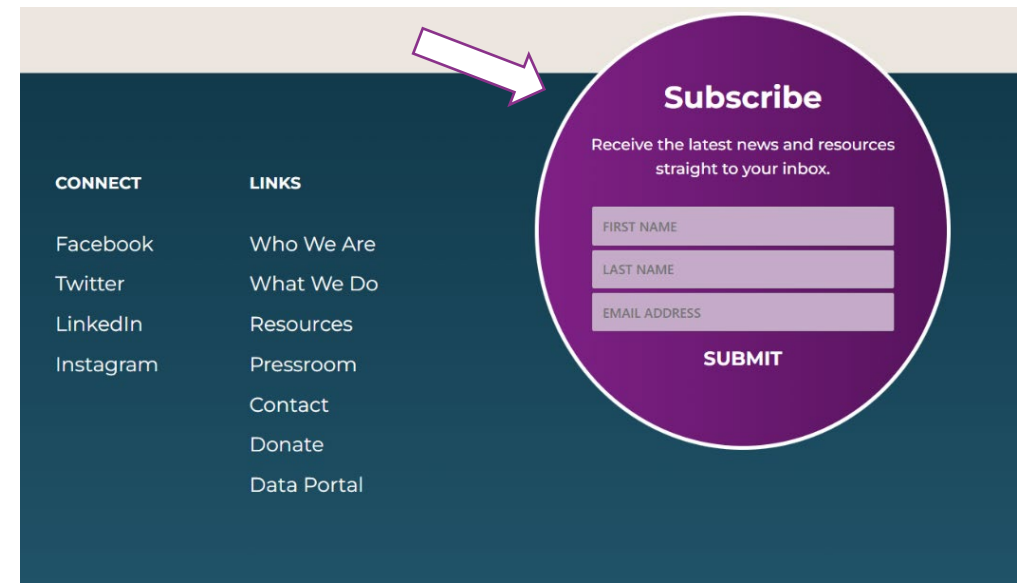 CONNECT
Facebook
Twitter
LinkedIn
Instagram
LINKS
Who We Are
What We Do
Resources
Pressroom
Contact
Donate
Data Portal
Subscribe
Receive the latest news and resources
straight to your inbox.
FIRST NAME
LAST NAME
EMAIL ADDRESS
SUBMIT